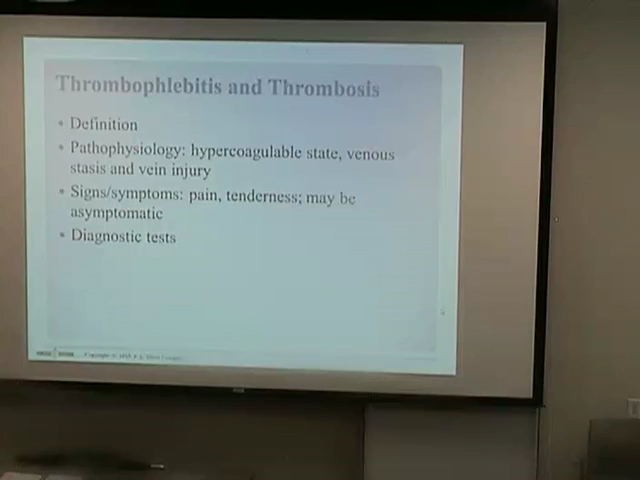 Thrombophlebitis and Thrombosis
• Definition
• Pathophysiology: hypercoagulable state, venous
stasis and vein injury
• Signs/symptoms: pain, tenderness; may be
asymptomatic
• Diagnostic tests